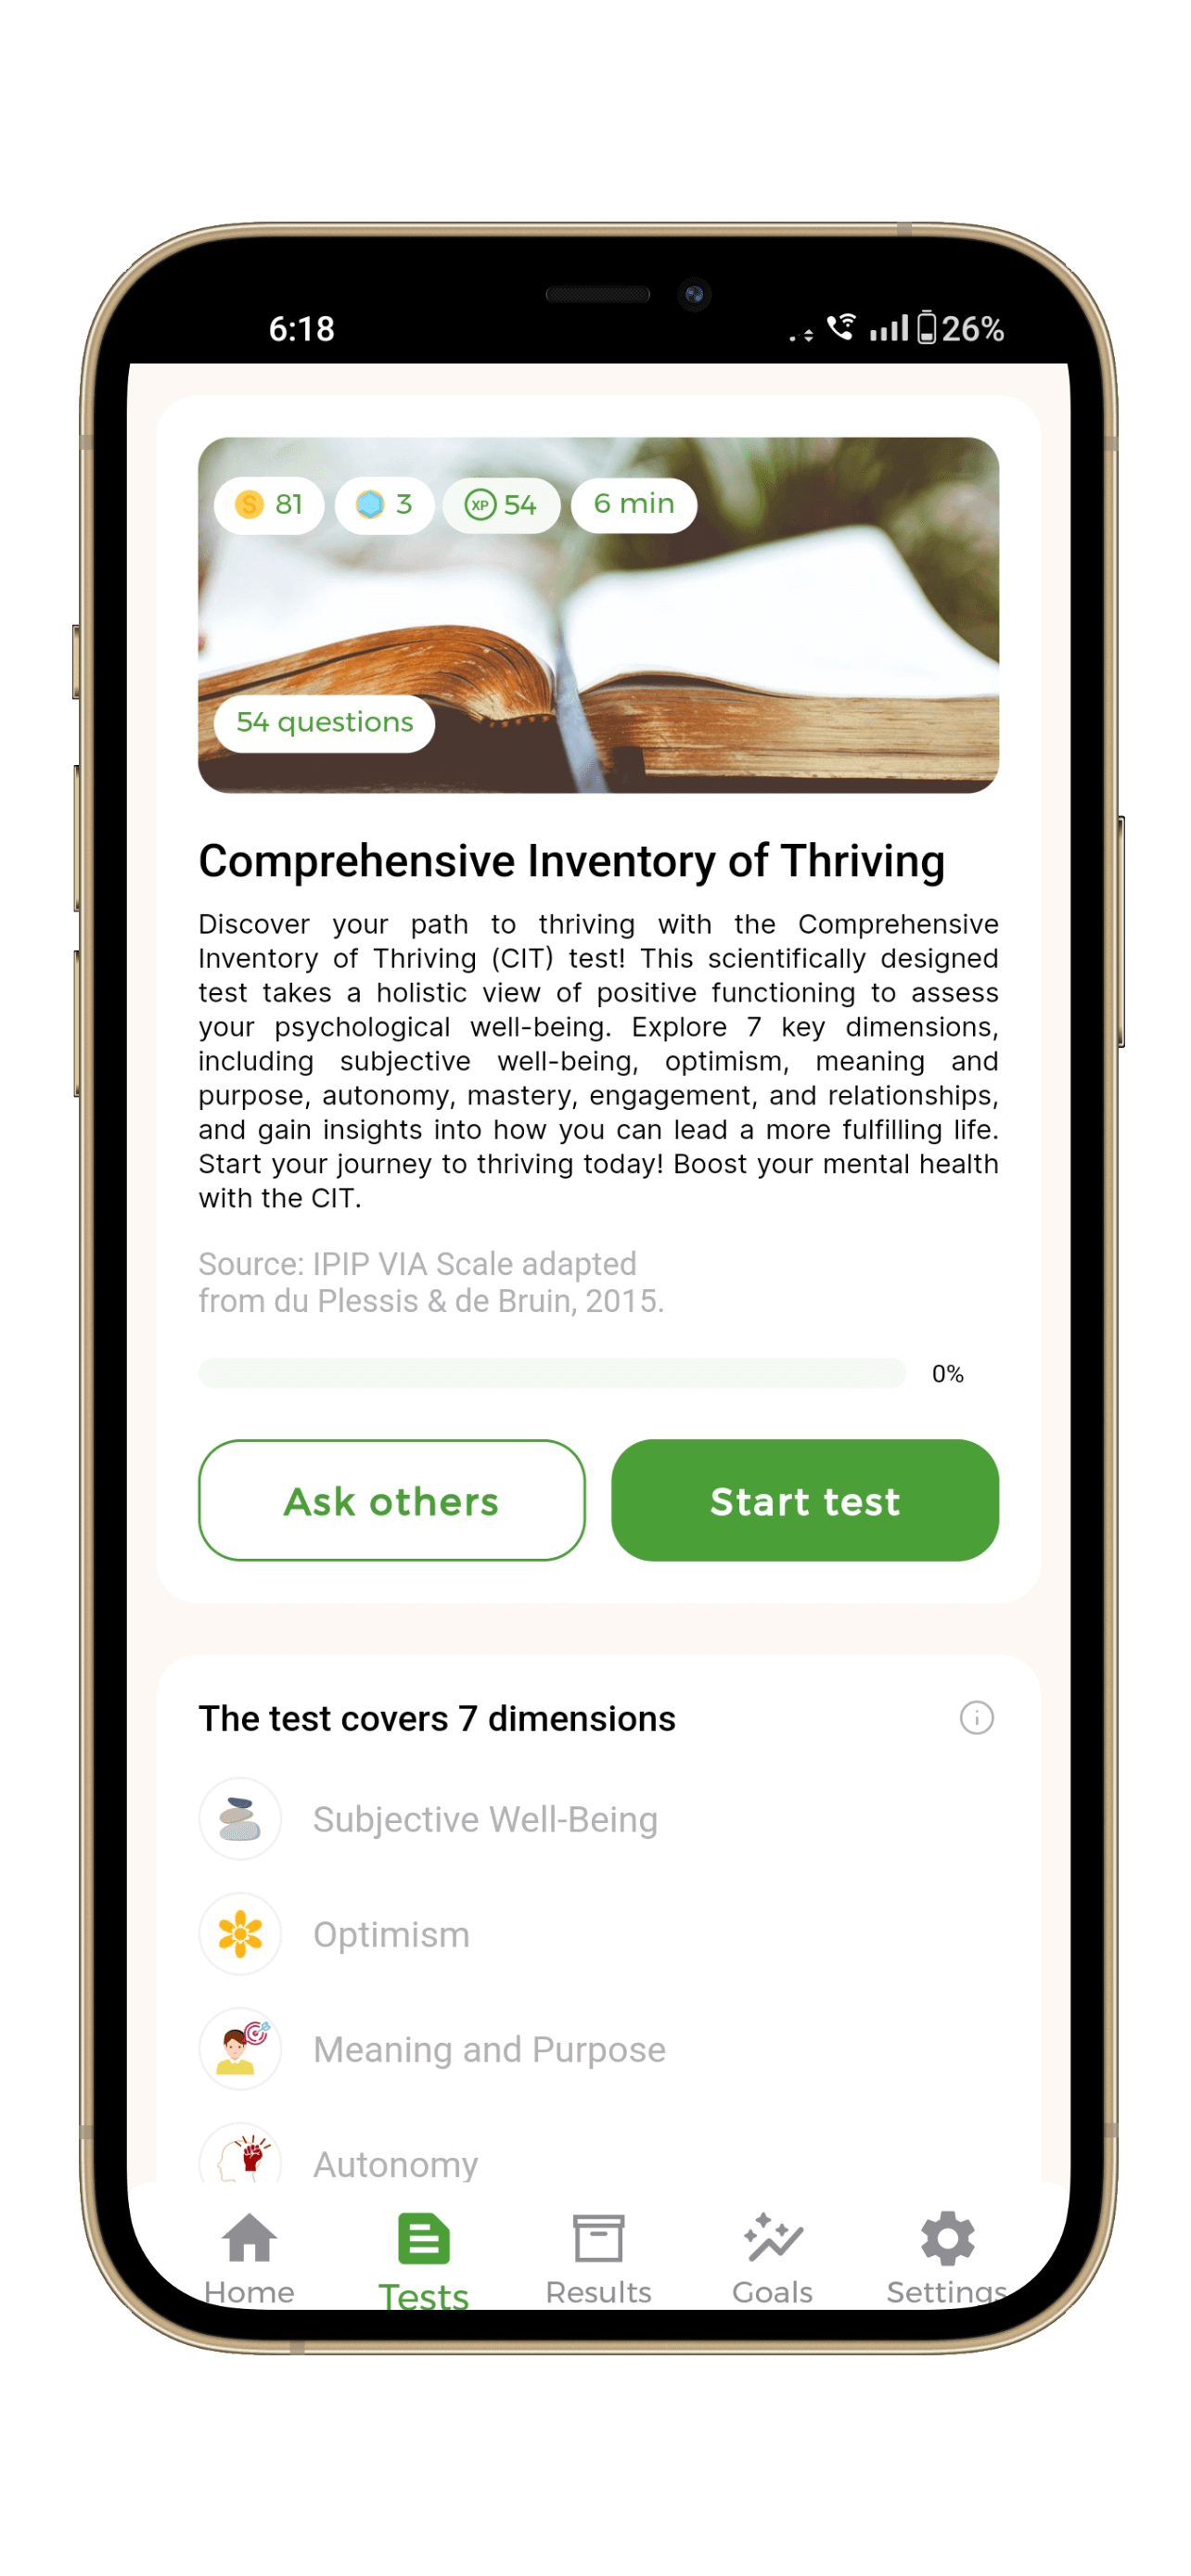 6:18
26%
S 81
3
XP 54
6 min
54 questions
Comprehensive Inventory of Thriving
Discover your path to thriving with the Comprehensive
Inventory of Thriving (CIT) test! This scientifically designed
test takes a holistic view of positive functioning to assess
your psychological well-being. Explore 7 key dimensions,
including subjective well-being, optimism, meaning and
purpose, autonomy, mastery, engagement, and relationships,
and gain insights into how you can lead a more fulfilling life.
Start your journey to thriving today! Boost your mental health
with the CIT.
Source: IPIP VIA Scale adapted
from du Plessis & de Bruin, 2015.
0%
Ask others
Start test
The test covers 7 dimensions
Subjective Well-Being
Optimism
Meaning and Purpose
Autonomy
Home
Tests
Results
Goals
Settings